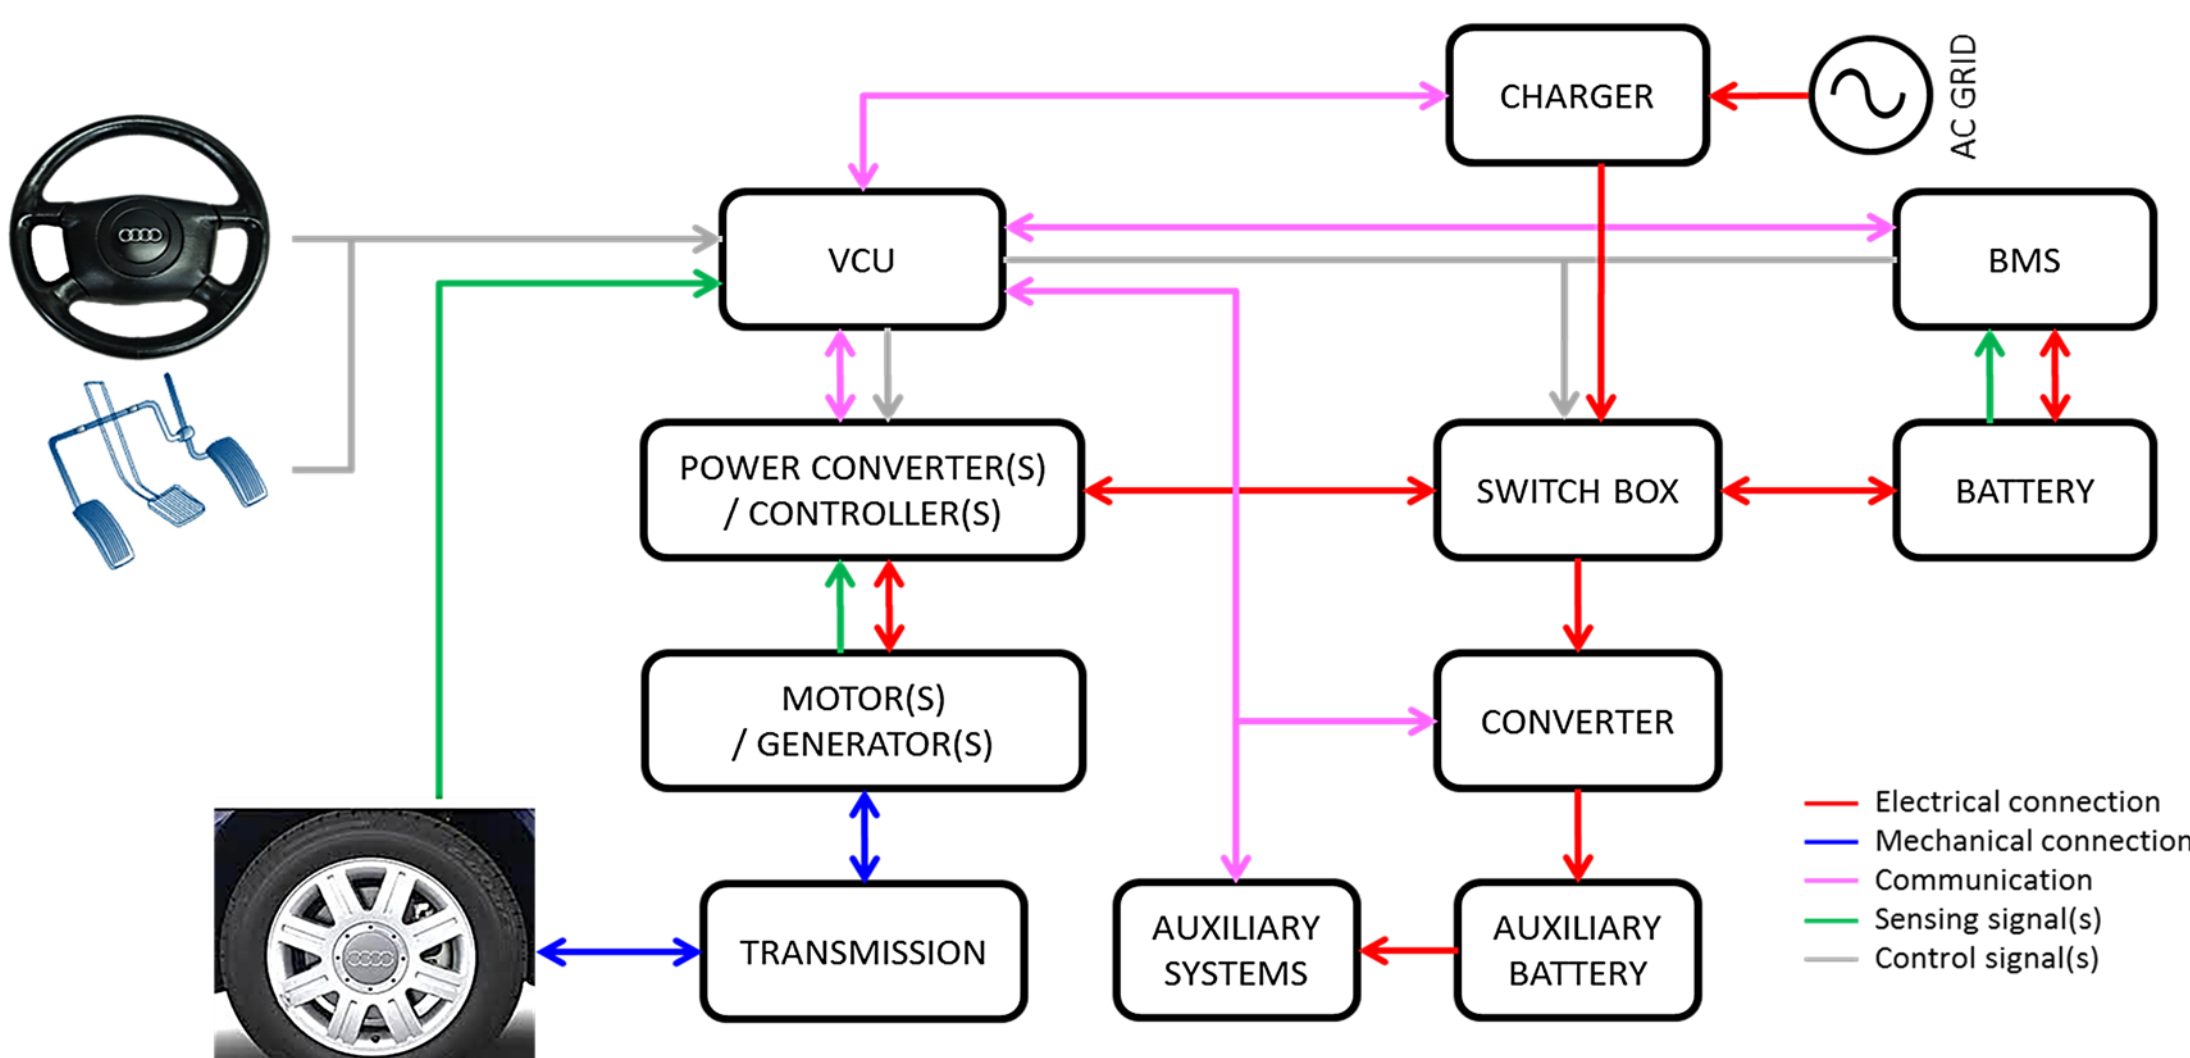 CHARGER
AC GRID
VCU
BMS
POWER CONVERTER(S)
/ CONTROLLER(S)
SWITCH BOX
BATTERY
MOTOR(S)
/ GENERATOR(S)
CONVERTER
TRANSMISSION
AUXILIARY
SYSTEMS
AUXILIARY
BATTERY
Electrical connection
Mechanical connection
Communication
Sensing signal(s)
Control signal(s)